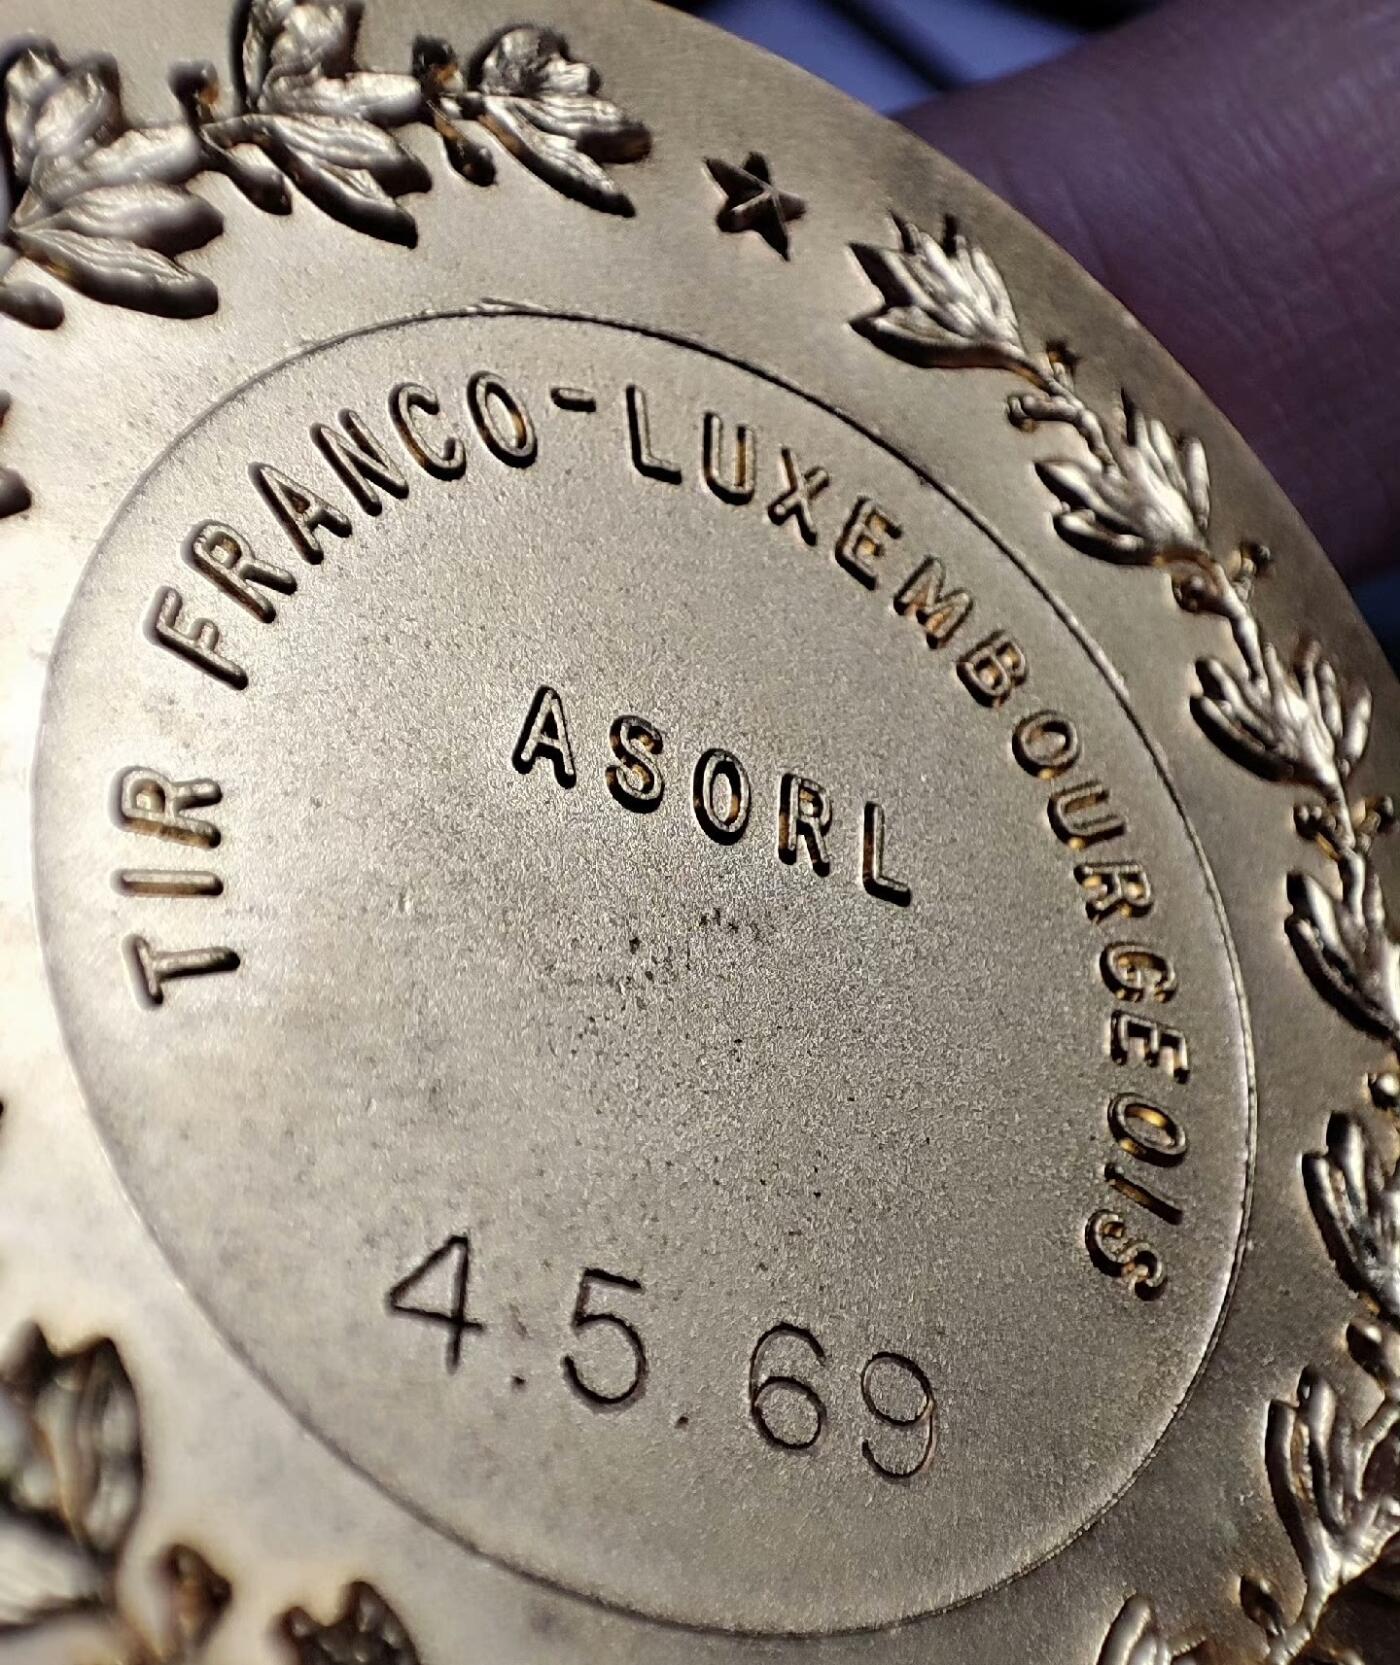 TIR FRANCO-LUXEMBOURGEOIS
ASORL
4.5.69